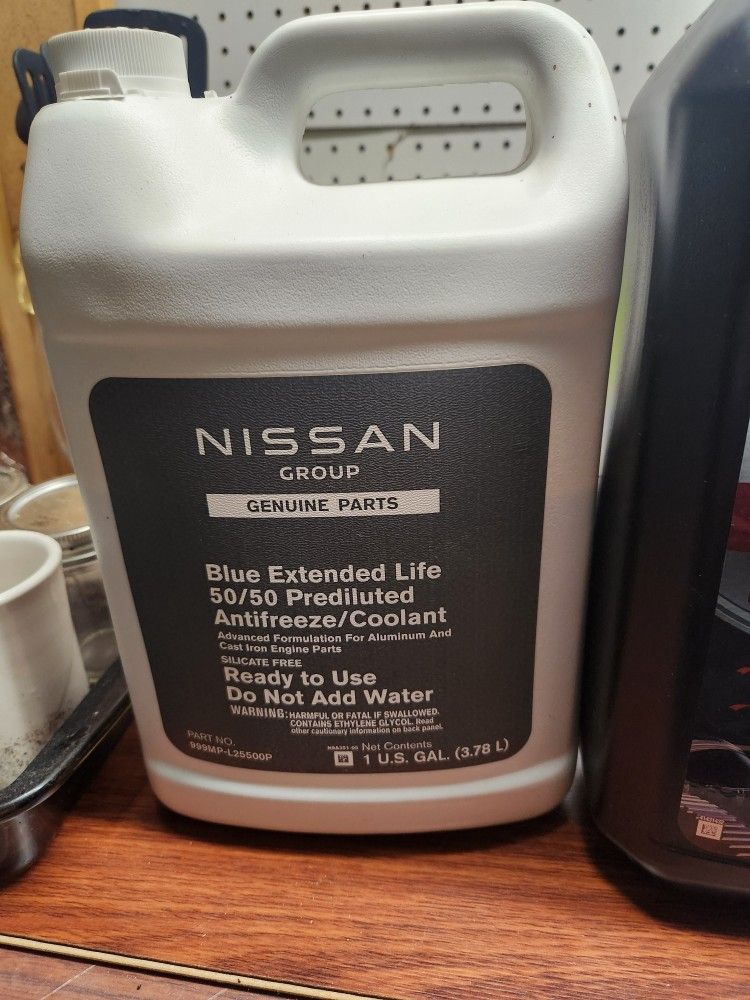 NISSAN
GROUP
GENUINE PARTS
Blue Extended Life
50/50 Prediluted
Antifreeze/Coolant
Advanced Formulation For Aluminum And
Cast Iron Engine Parts
SILICATE FREE
Ready to Use
Do Not Add Water
WARNING: HARMFUL OR FATAL IF SWALLOWED.
CONTAINS ETHYLENE GLYCOL. Read
other cautionary information on back panel.
PART NO.
999MP-L25500P
Net Contents
1 U.S. GAL. (3.78 L)